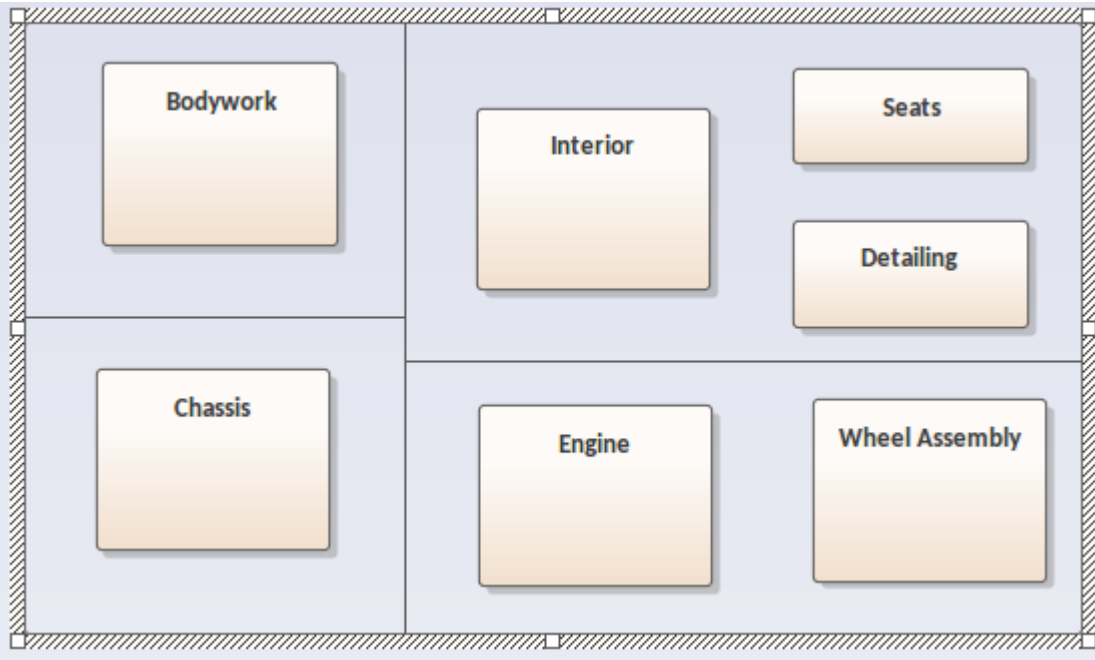 Bodywork
Interior
Seats
Detailing
Chassis
Engine
Wheel Assembly